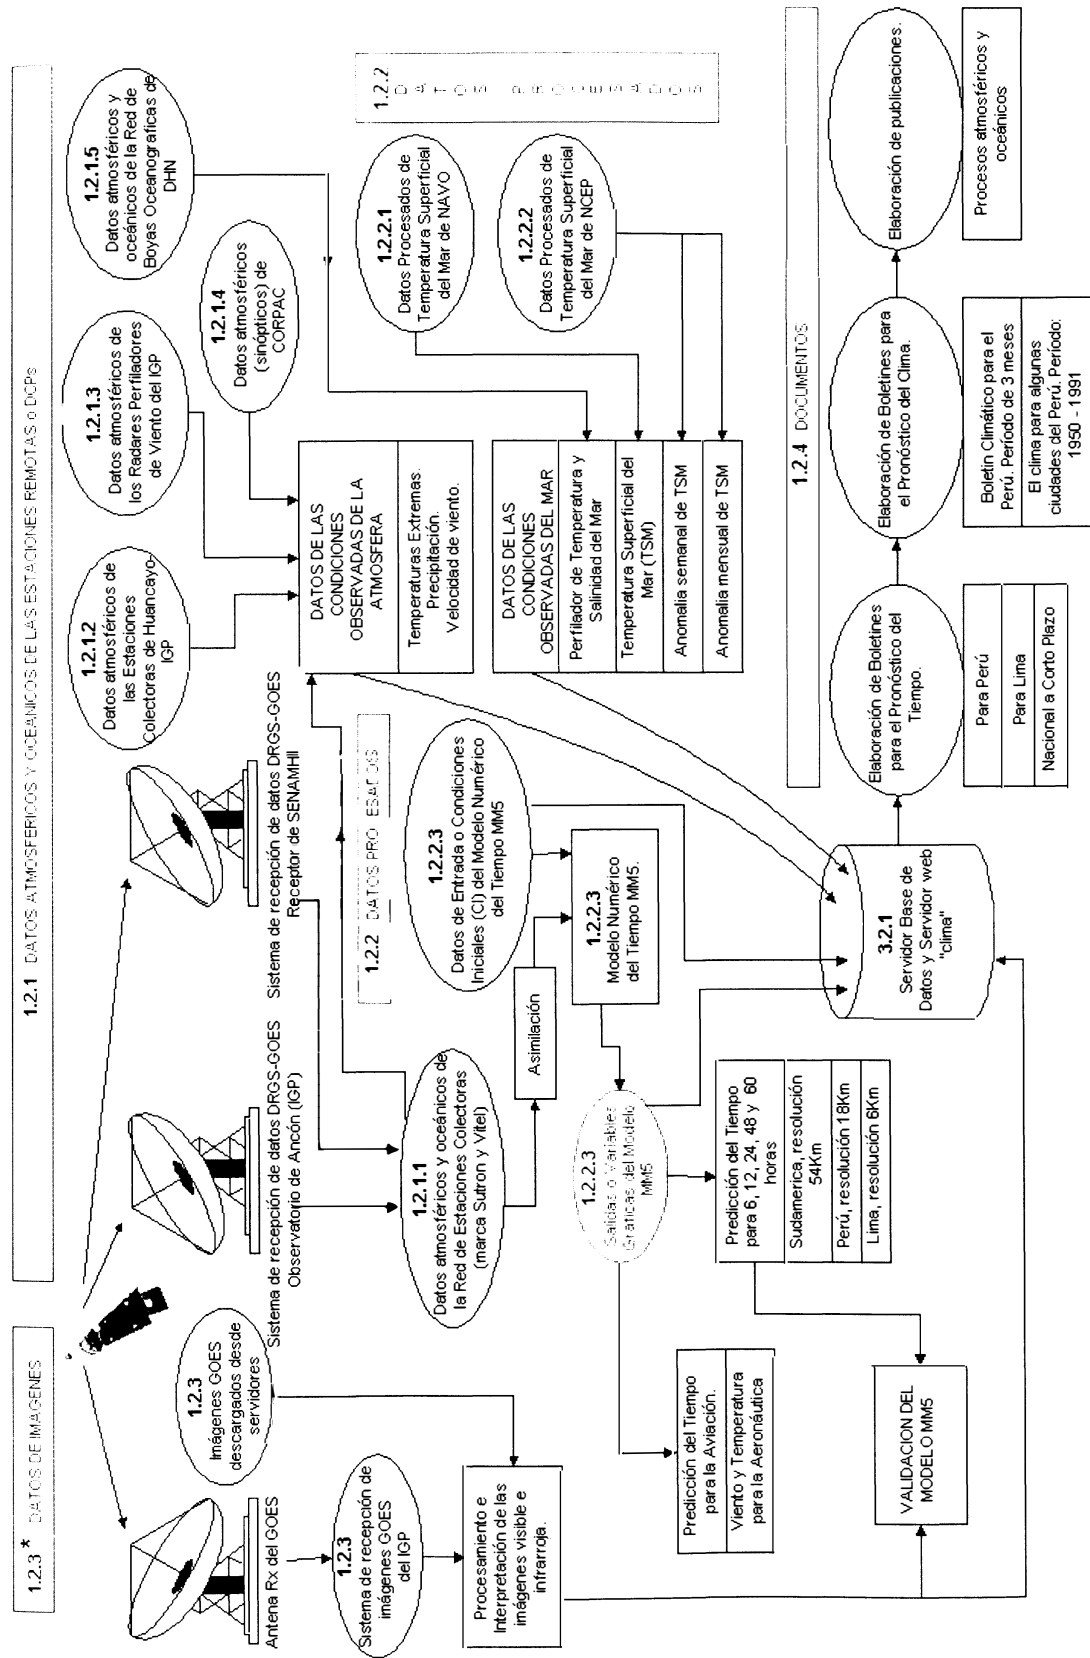 1.2.3 * DATOS DE IMAGENES
1.2.1 DATOS ATMOSFERICOS Y OCEANICOS DE LAS ESTACIONES REMOTAS o DCPs
Antena Rx del GOES
1.2.3
Imágenes GOES
descargados desde
servidores
Sistema de recepción de datos DRGS-GOES
Observatorio de Ancón (IGP)
Sistema de recepción de datos DRGS-GOES
Receptor de SENAMHII
1.2.1.2
Datos atmosféricos de
las Estaciones
Colectoras de Huancayo-
IGP
1.2.1.3
Datos atmosféricos de
los Radares Perfiladores
de Viento del IGP
1.2.1.4
Datos atmosféricos
(sinópticos) de
CORPAC
1.2.1.5
Datos atmosféricos y
oceánicos de la Red de
Boyas Oceanograficas de
DHN
1.2.3
Sistema de recepción de
imágenes GOES
del IGP
Procesamiento e
Interpretación de las
imágenes visible e
infrarroja.
1.2.1.1
Datos atmosféricos y oceánicos de
la Red de Estaciones Colectoras
(marca Sutron y Vitel)
1.2.2 DATOS PROCESADOS
DATOS DE LAS
CONDICIONES
OBSERVADAS DE LA
ATMOSFERA
Temperaturas Extremas.
Precipitación.
Velocidad de viento.
1.2.2
DATOS PROCESADOS
1.2.2.1
Datos Procesados de
Temperatura Superficial
del Mar de NAVO
1.2.2.2
Datos Procesados de
Temperatura Superficial
del Mar de NCEP
DATOS DE LAS
CONDICIONES
OBSERVADAS DEL MAR
Perfilador de Temperatura y
Salinidad del Mar
Temperatura Superficial del
Mar (TSM)
Anomalia semanal de TSM
Anomalia mensual de TSM
1.2.2.3
Datos de Entrada o Condiciones
Iniciales (CI) del Modelo Numérico
del Tiempo MM5
Asimilación
1.2.2.3
Modelo Numérico
del Tiempo MM5.
1.2.2.3
Salidas o Variables
Gráficas del Modelo
MM5
Predicción del Tiempo
para la Aviación.
Viento y Temperatura
para la Aeronáutica
Predicción del Tiempo
para 6, 12, 24, 48 y 60
horas
Sudamerica, resolución
54Km
Perú, resolución 18Km
Lima, resolución 6Km
VALIDACION DEL
MODELO MM5
3.2.1
Servidor Base de
Datos y Servidor web
"clima"
1.2.4 DOCUMENTOS
Elaboración de Boletines
para el Pronóstico del
Tiempo.
Para Perú
Para Lima
Nacional a Corto Plazo
Elaboración de Boletines para
el Pronóstico del Clima.
Boletin Climático para el
Perú. Período de 3 meses
El clima para algunas
ciudades del Perú. Período:
1950 - 1991
Elaboración de publicaciones.
Procesos atmosféricos y
oceánicos